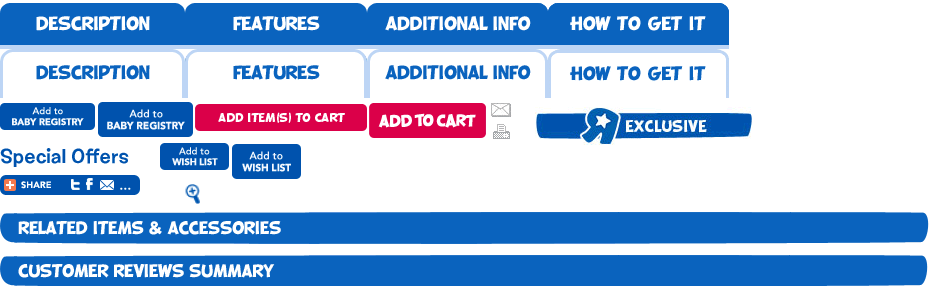 DESCRIPTION FEATURES ADDITIONAL INFO HOW TO GET IT
DESCRIPTION FEATURES ADDITIONAL INFO HOW TO GET IT
Add to
BABY REGISTRY
Add to
BABY REGISTRY
ADD ITEM(S) TO CART
ADD TO CART
R EXCLUSIVE
Special Offers
Add to
WISH LIST
Add to
WISH LIST
SHARE t f ...
RELATED ITEMS & ACCESSORIES
CUSTOMER REVIEWS SUMMARY